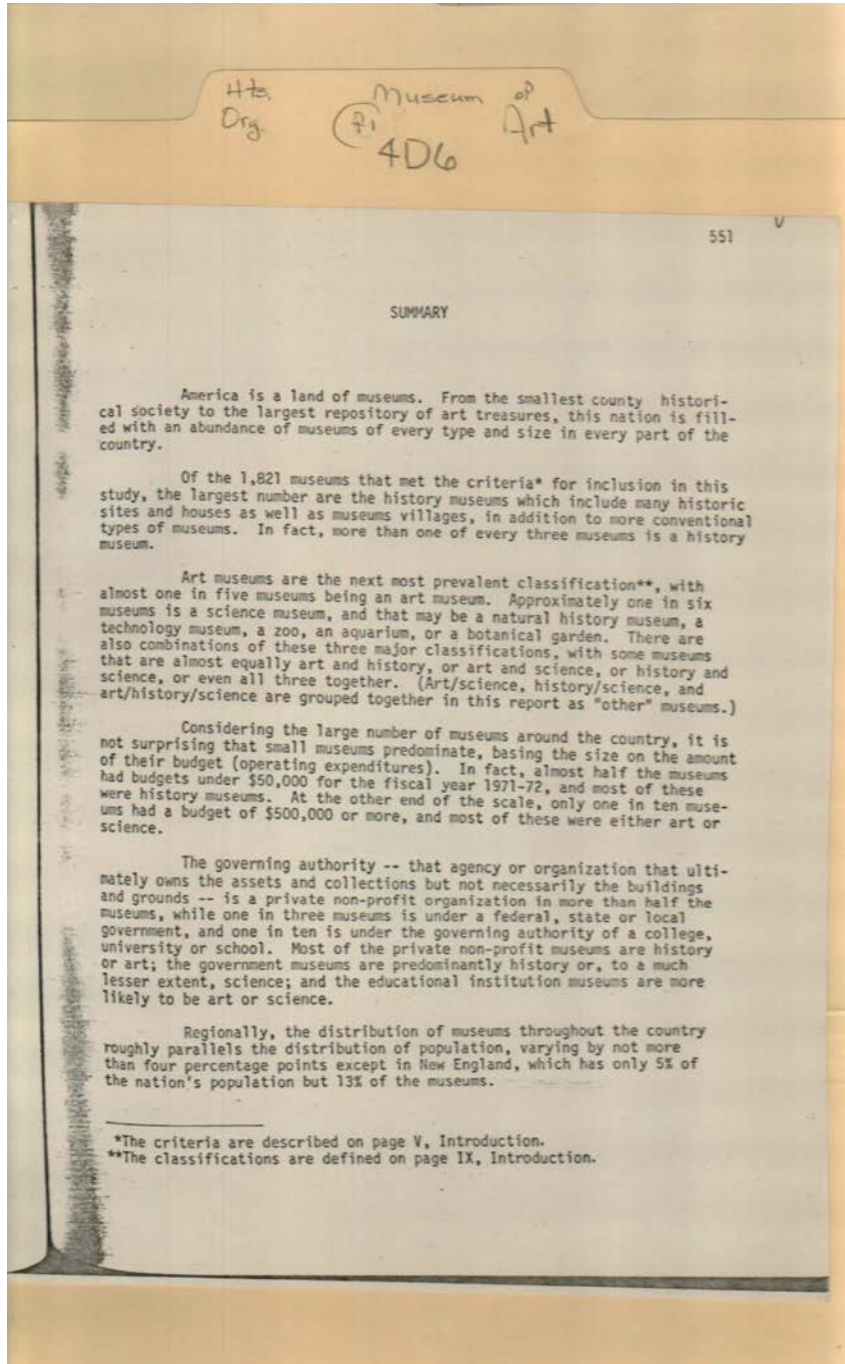 Hts. Museum of
Org. Art
4D6
551
SUMMARY
America is a land of museums. From the smallest county histori-
cal society to the largest repository of art treasures, this nation is fill-
ed with an abundance of museums of every type and size in every part of the
country.
Of the 1,821 museums that met the criteria* for inclusion in this
study, the largest number are the history museums which include many historic
sites and houses as well as museums villages, in addition to more conventional
types of museums. In fact, more than one of every three museums is a history
museum.
Art museums are the next most prevalent classification**, with
almost one in five museums being an art museum. Approximately one in six
museums is a science museum, and that may be a natural history museum, a
technology museum, a zoo, an aquarium, or a botanical garden. There are
also combinations of these three major classifications, with some museums
that are almost equally art and history, or art and science, or history and
science, or even all three together. (Art/science, history/science, and
art/history/science are grouped together in this report as "other" museums.)
Considering the large number of museums around the country, it is
not surprising that small museums predominate, basing the size on the amount
of their budget (operating expenditures). In fact, almost half the museums
had budgets under $50,000 for the fiscal year 1971-72, and most of these
were history museums. At the other end of the scale, only one in ten muse-
ums had a budget of $500,000 or more, and most of these were either art or
science.
The governing authority -- that agency or organization that ulti-
mately owns the assets and collections but not necessarily the buildings
and grounds -- is a private non-profit organization in more than half the
museums, while one in three museums is under a federal, state or local
government, and one in ten is under the governing authority of a college,
university or school. Most of the private non-profit museums are history
or art; the government museums are predominantly history or, to a much
lesser extent, science; and the educational institution museums are more
likely to be art or science.
Regionally, the distribution of museums throughout the country
roughly parallels the distribution of population, varying by not more
than four percentage points except in New England, which has only 5% of
the nation's population but 13% of the museums.
*The criteria are described on page V, Introduction.
**The classifications are defined on page IX, Introduction.